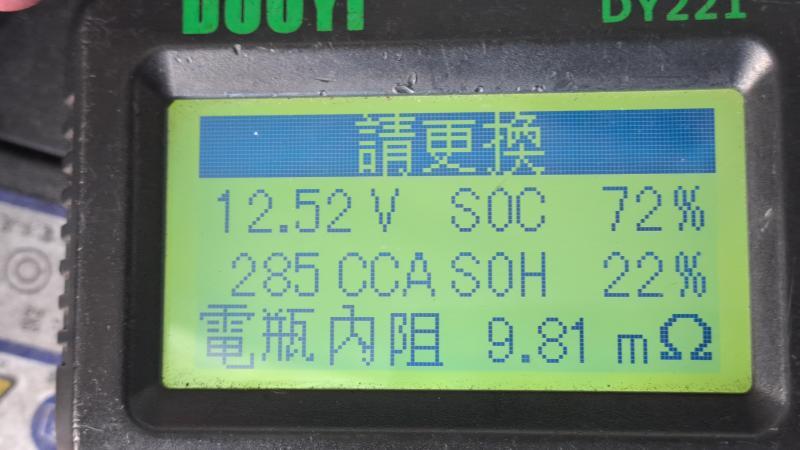 DUOYI
DY221
請更換
12.52 V SOC 72%
285 CCA SOH 22%
電瓶內阻 9.81 mΩ